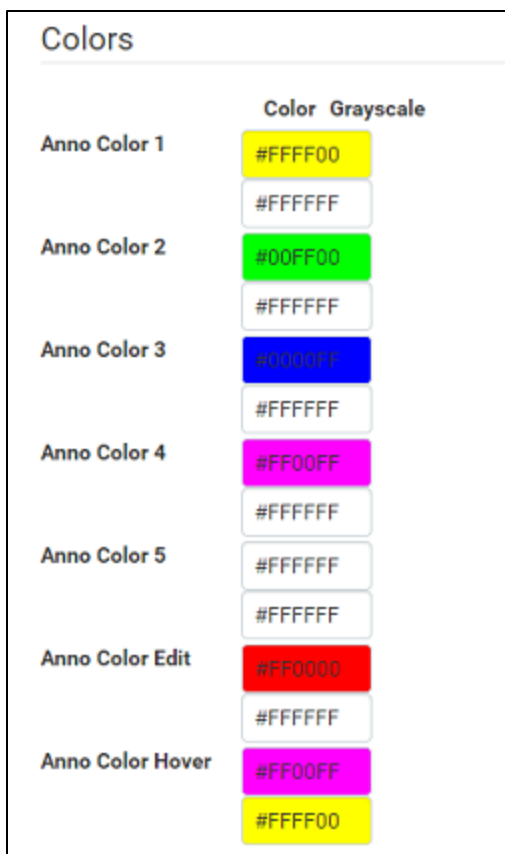 Colors
Color Grayscale
Anno Color 1
#FFFF00
#FFFFFF
Anno Color 2
#00FF00
#FFFFFF
Anno Color 3
#0000FF
#FFFFFF
Anno Color 4
#FF00FF
#FFFFFF
Anno Color 5
#FFFFFF
#FFFFFF
Anno Color Edit
#FF0000
#FFFFFF
Anno Color Hover
#FF00FF
#FFFF00